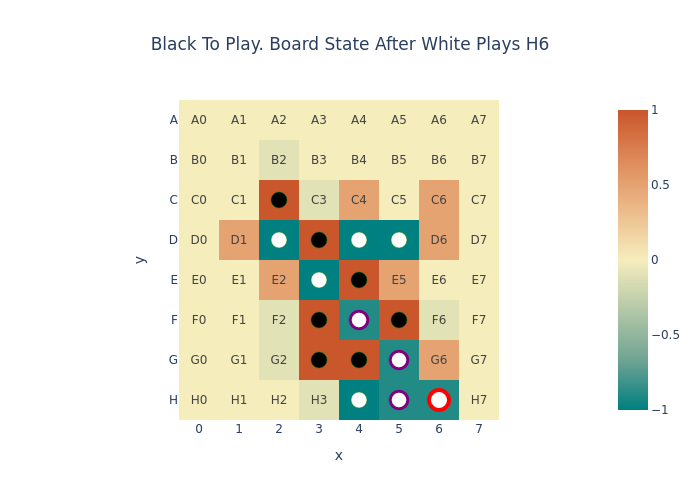 Black To Play. Board State After White Plays H6
A A0 A1 A2 A3 A4 A5 A6 A7
B B0 B1 B2 B3 B4 B5 B6 B7
C C0 C1 C3 C4 C5 C6 C7
D D0 D1 D6 D7
E E0 E1 E2 E5 E6 E7
F F0 F1 F2 F6 F7
G G0 G1 G2 G6 G7
H H0 H1 H2 H3 H7
0 1 2 3 4 5 6 7
x
y
1
0.5
0
−0.5
−1